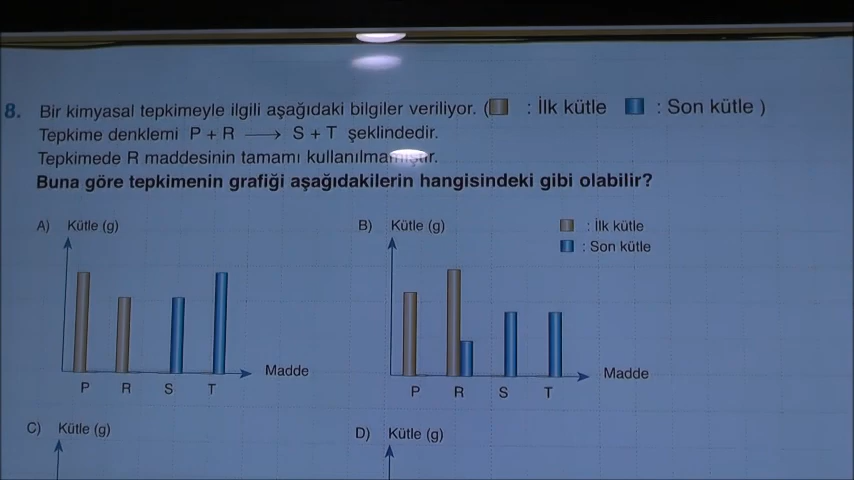 8. Bir kimyasal tepkimeyle ilgili aşağıdaki bilgiler veriliyor. ( : İlk kütle : Son kütle )
Tepkime denklemi P + R → S + T şeklindedir.
Tepkimede R maddesinin tamamı kullanılmamıştır.
Buna göre tepkimenin grafiği aşağıdakilerin hangisindeki gibi olabilir?
A) Kütle (g)
P R S T Madde
B) Kütle (g)
: İlk kütle
: Son kütle
P R S T Madde
C) Kütle (g)
D) Kütle (g)